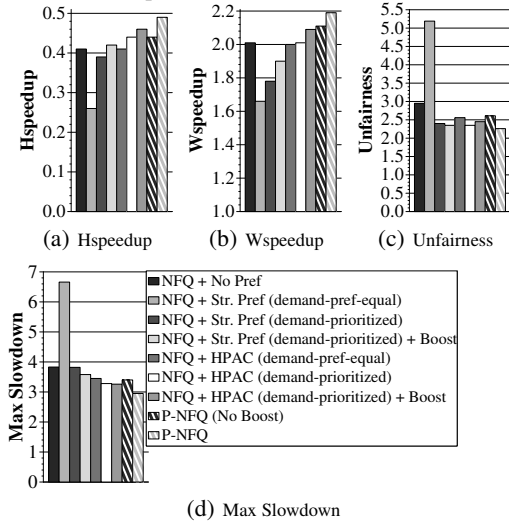 Hspeedup
0.5
0.4
0.3
0.2
0.1
0.0
(a) Hspeedup
Wspeedup
2.2
2.0
1.8
1.6
1.4
1.2
1.0
(b) Wspeedup
Unfairness
5.5
5.0
4.5
4.0
3.5
3.0
2.5
2.0
1.5
1.0
0.5
0.0
(c) Unfairness
Max Slowdown
7
6
5
4
3
2
1
0
NFQ + No Pref
NFQ + Str. Pref (demand-pref-equal)
NFQ + Str. Pref (demand-prioritized)
NFQ + Str. Pref (demand-prioritized) + Boost
NFQ + HPAC (demand-pref-equal)
NFQ + HPAC (demand-prioritized)
NFQ + HPAC (demand-prioritized) + Boost
P-NFQ (No Boost)
P-NFQ
(d) Max Slowdown